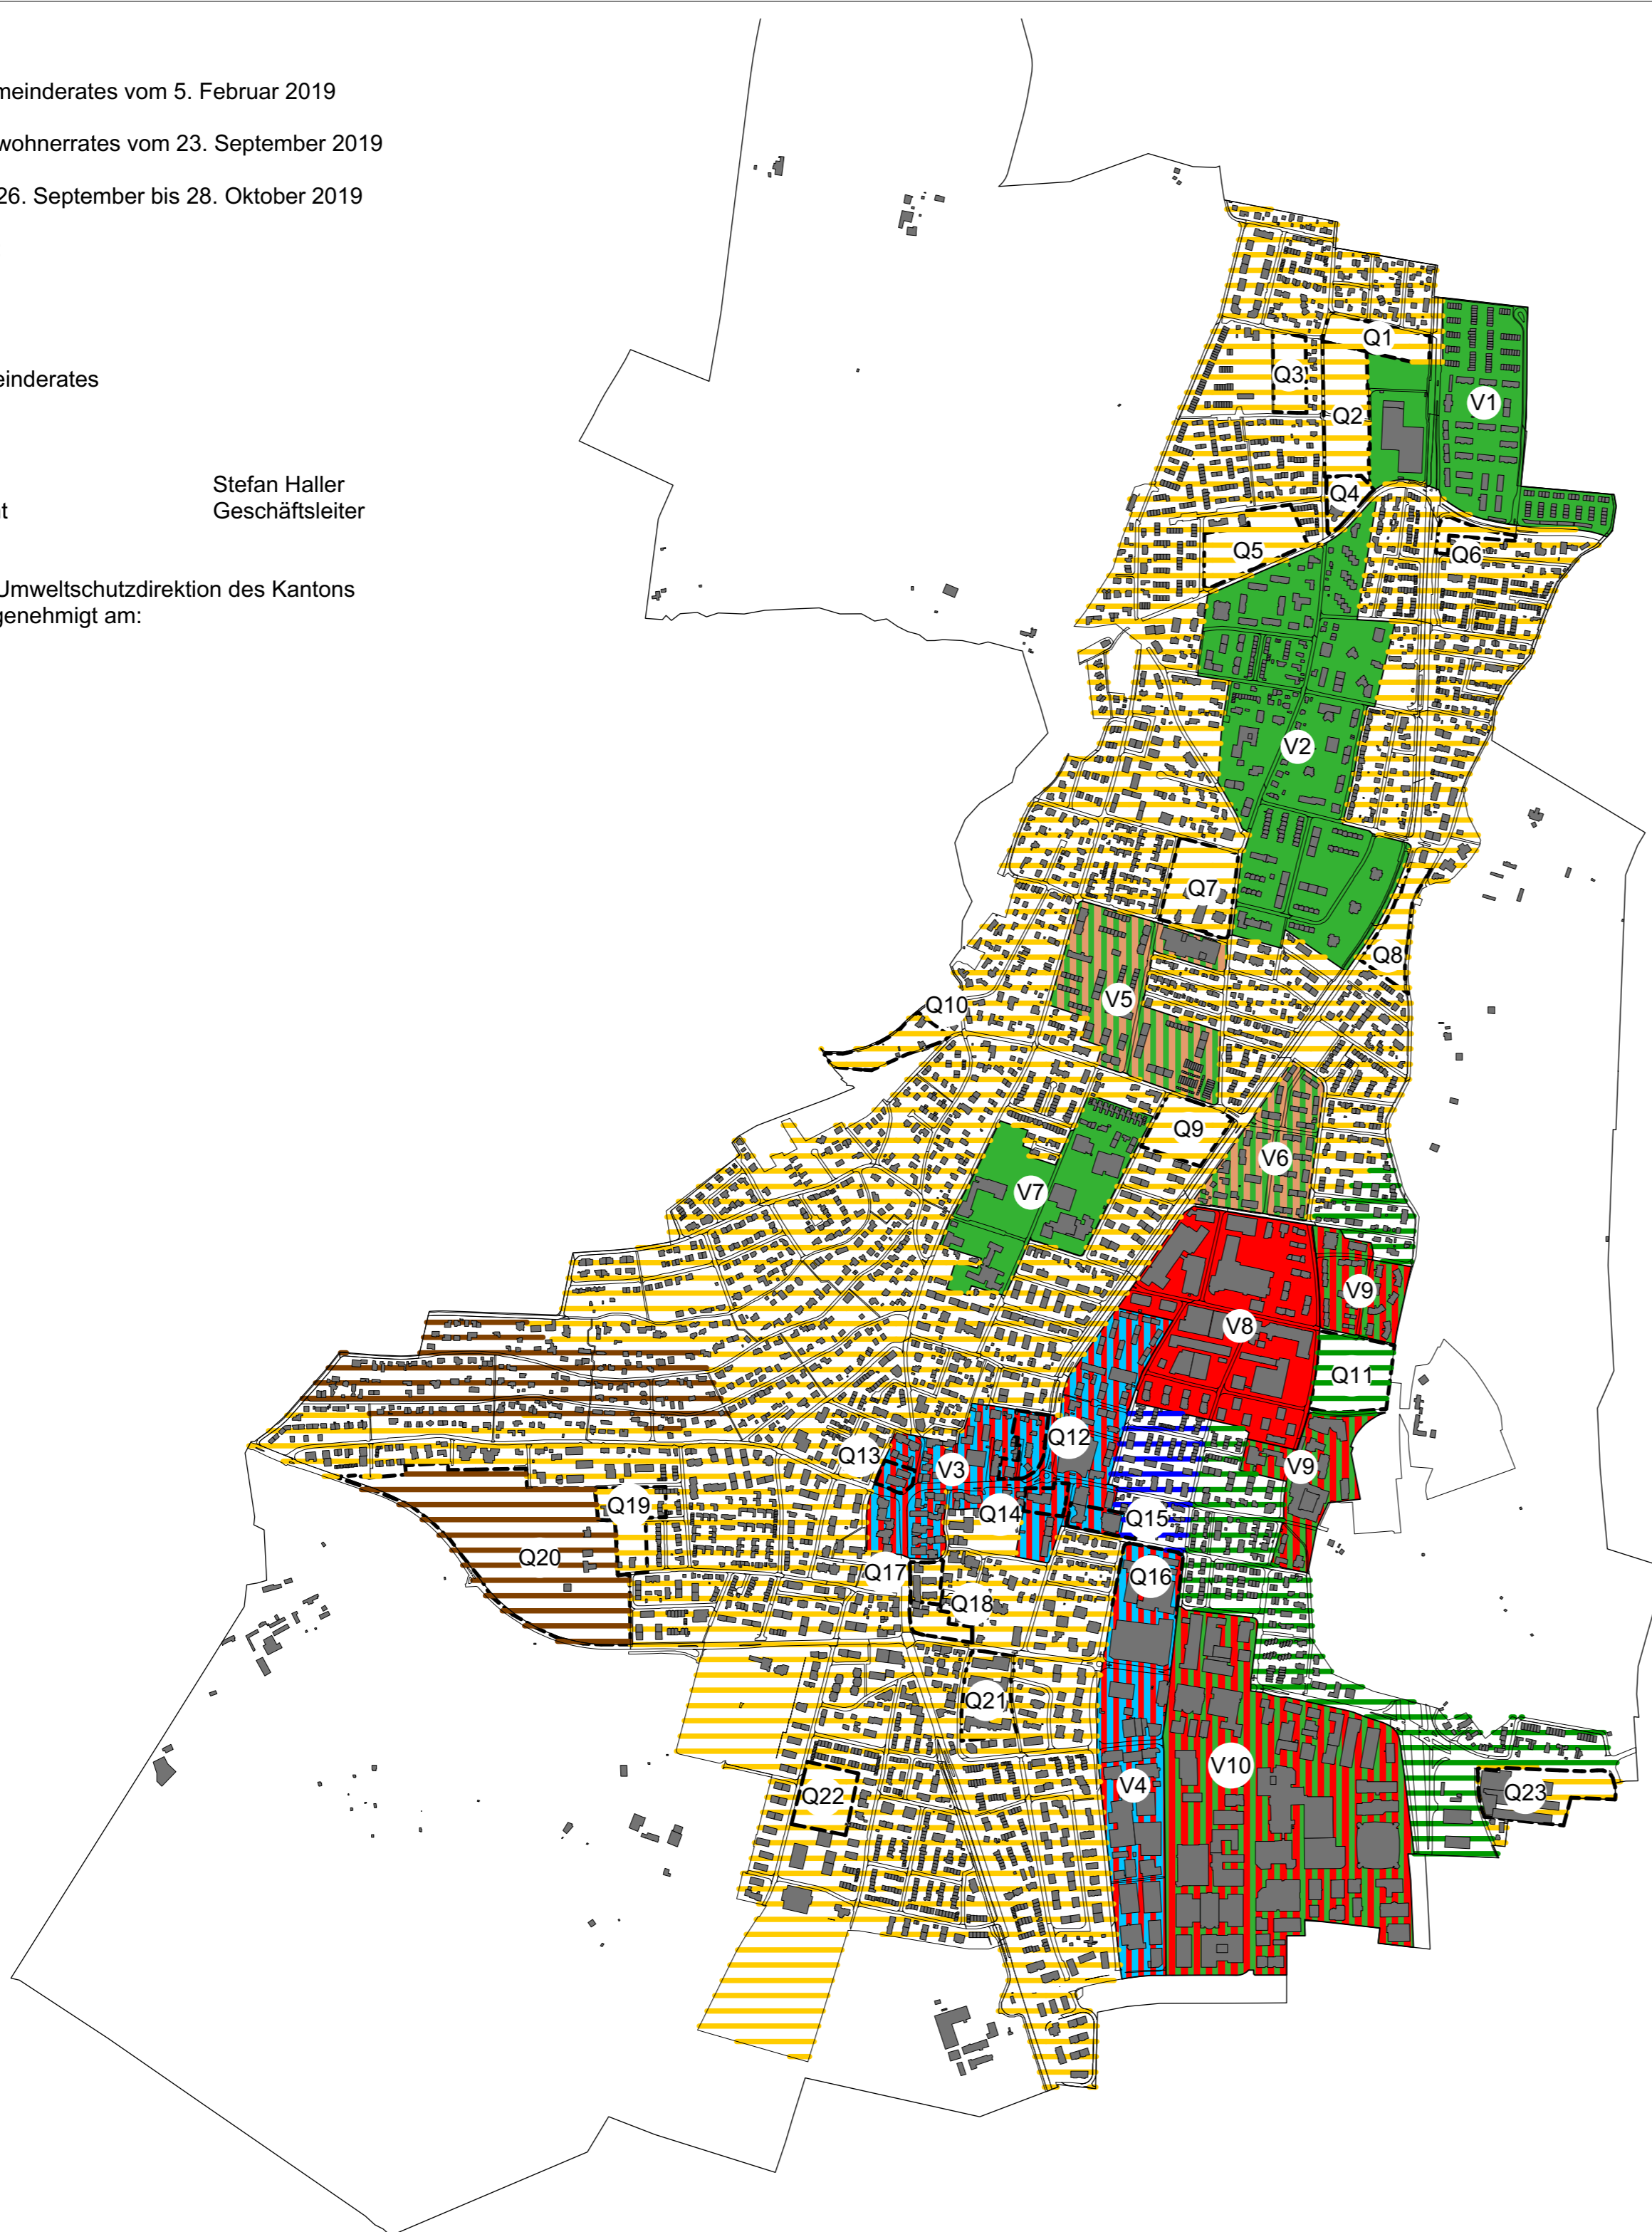 meinderates vom 5. Februar 2019
wohnerrates vom 23. September 2019
26. September bis 28. Oktober 2019
einderates
Stefan Haller
t Geschäftsleiter
Umweltschutzdirektion des Kantons
genehmigt am:
Q1
Q3
V1
Q2
Q4
Q5
Q6
V2
Q7
Q8
V5
Q10
Q9
V6
V7
V9
V8
Q11
Q12
Q13
V3
V9
Q19
Q14
Q15
Q20
Q17
Q16
Q18
Q21
V10
V4
Q22
Q23